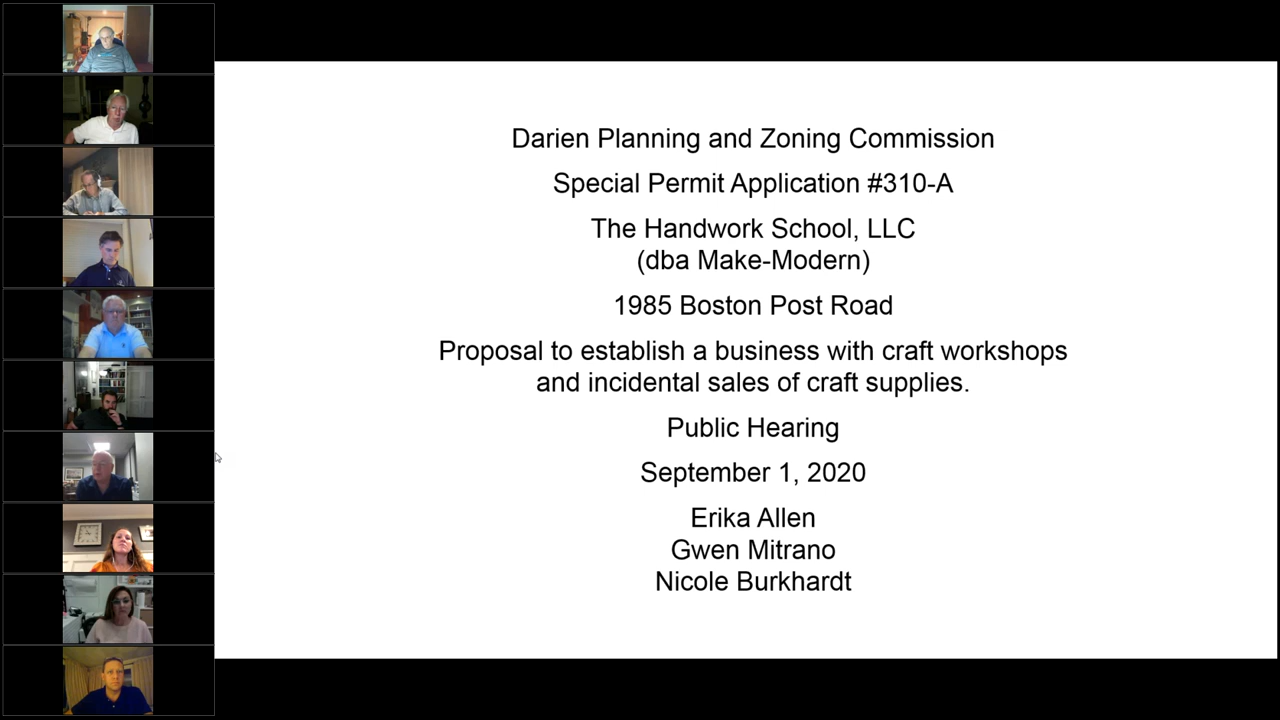 Darien Planning and Zoning Commission
Special Permit Application #310-A
The Handwork School, LLC
(dba Make-Modern)
1985 Boston Post Road
Proposal to establish a business with craft workshops
and incidental sales of craft supplies.
Public Hearing
September 1, 2020
Erika Allen
Gwen Mitrano
Nicole Burkhardt